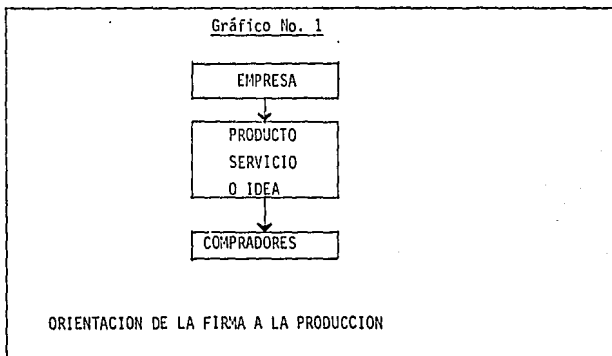 Gráfico No. 1
EMPRESA
PRODUCTO
SERVICIO
O IDEA
COMPRADORES
ORIENTACION DE LA FIRMA A LA PRODUCCION